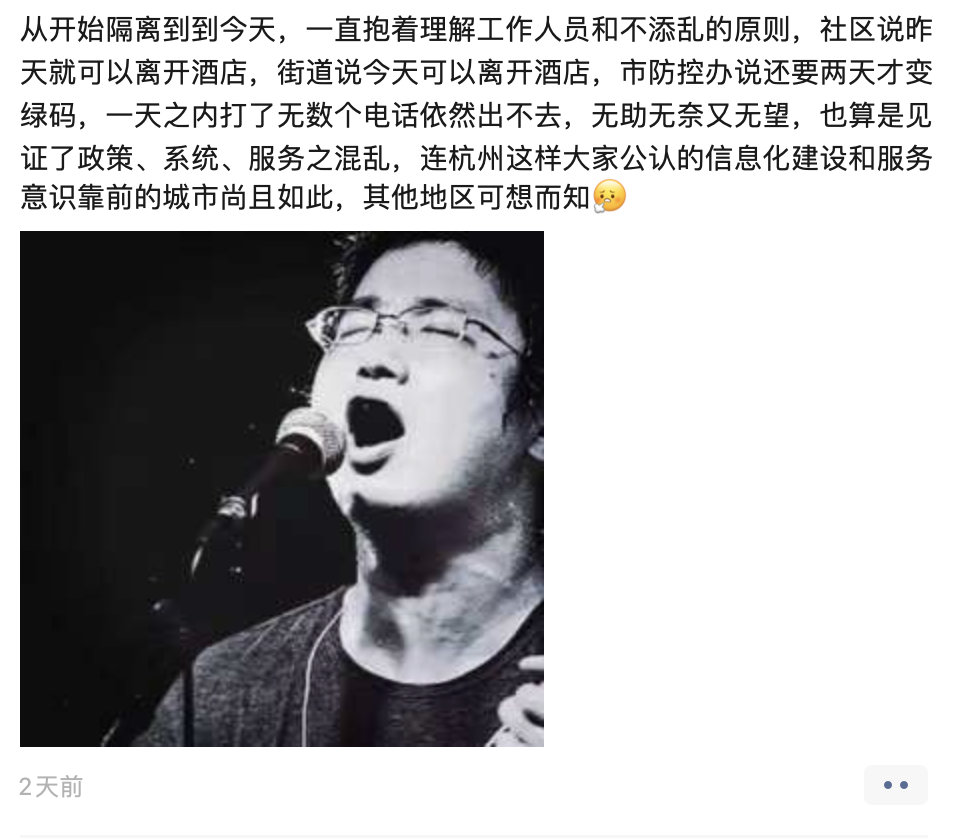 从开始隔离到到今天，一直抱着理解工作人员和不添乱的原则，社区说昨
天就可以离开酒店，街道说今天可以离开酒店，市防控办说还要两天才变
绿码，一天之内打了无数个电话依然出不去，无助无奈又无望，也算是见
证了政策、系统、服务之混乱，连杭州这样大家公认的信息化建设和服务
意识靠前的城市尚且如此，其他地区可想而知😮‍💨
2天前